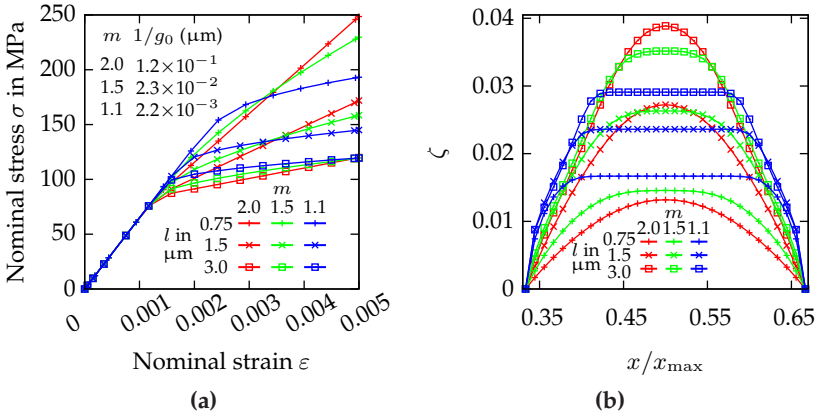 (a)
Nominal stress σ in MPa
250
200
150
100
50
0
m 1/g0 (μm)
2.0 1.2×10−1
1.5 2.3×10−2
1.1 2.2×10−3
m
2.0 1.5 1.1
l in μm
0.75
1.5
3.0
0 0.001 0.002 0.003 0.004 0.005
Nominal strain ε
(a)
ζ
0.04
0.03
0.02
0.01
0
m
2.0 1.5 1.1
l in μm
0.75
1.5
3.0
0.35 0.45 0.55 0.65
x/xmax
(b)